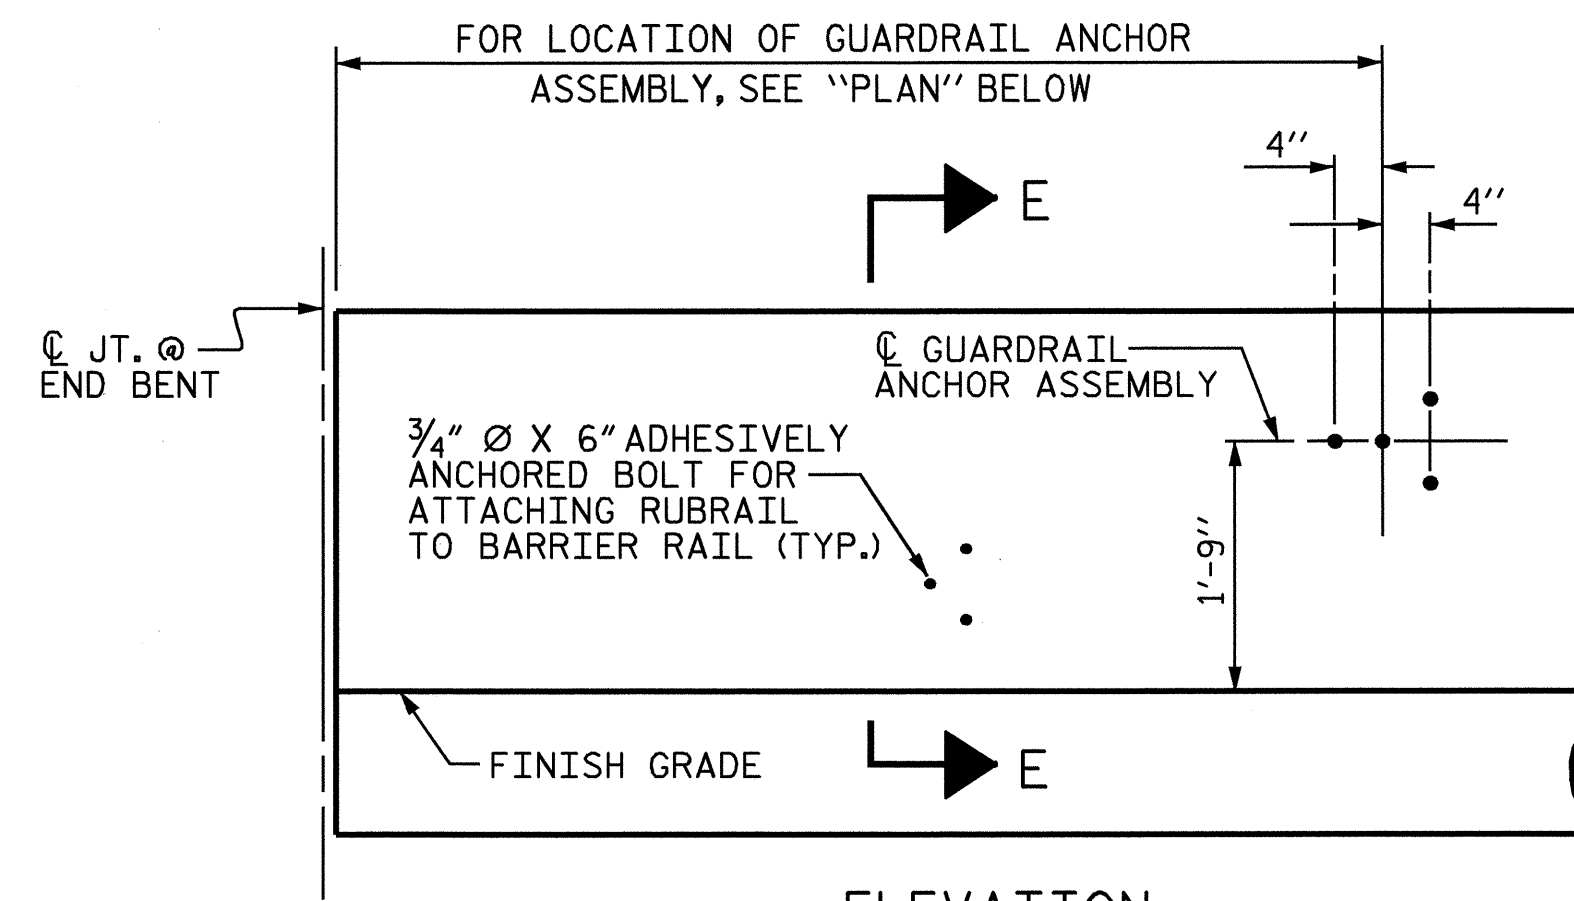 FOR LOCATION OF GUARDRAIL ANCHOR
ASSEMBLY, SEE "PLAN" BELOW
4"
E
4"
℄ JT. @
END BENT
℄ GUARDRAIL
ANCHOR ASSEMBLY
3/4" Ø X 6" ADHESIVELY
ANCHORED BOLT FOR
ATTACHING RUBRAIL
TO BARRIER RAIL (TYP.)
1'-9"
FINISH GRADE
E
ELEVATION